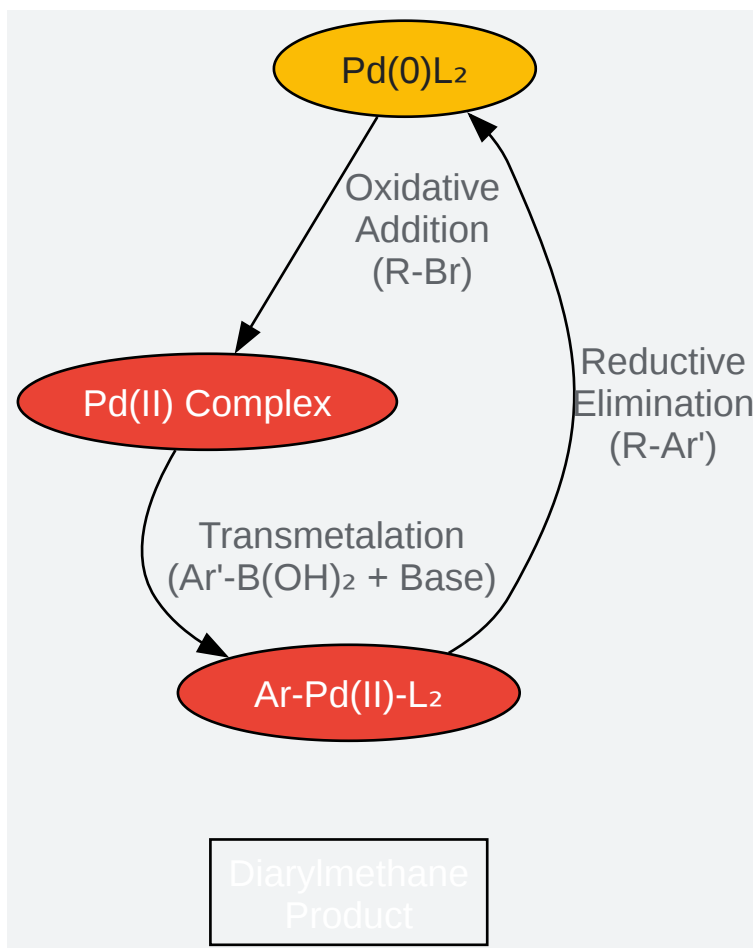 Pd(0)L₂
Oxidative
Addition
(R-Br)
Reductive
Elimination
(R-Ar')
Pd(II) Complex
Transmetalation
(Ar'-B(OH)₂ + Base)
Ar-Pd(II)-L₂
Diarylmethane
Product